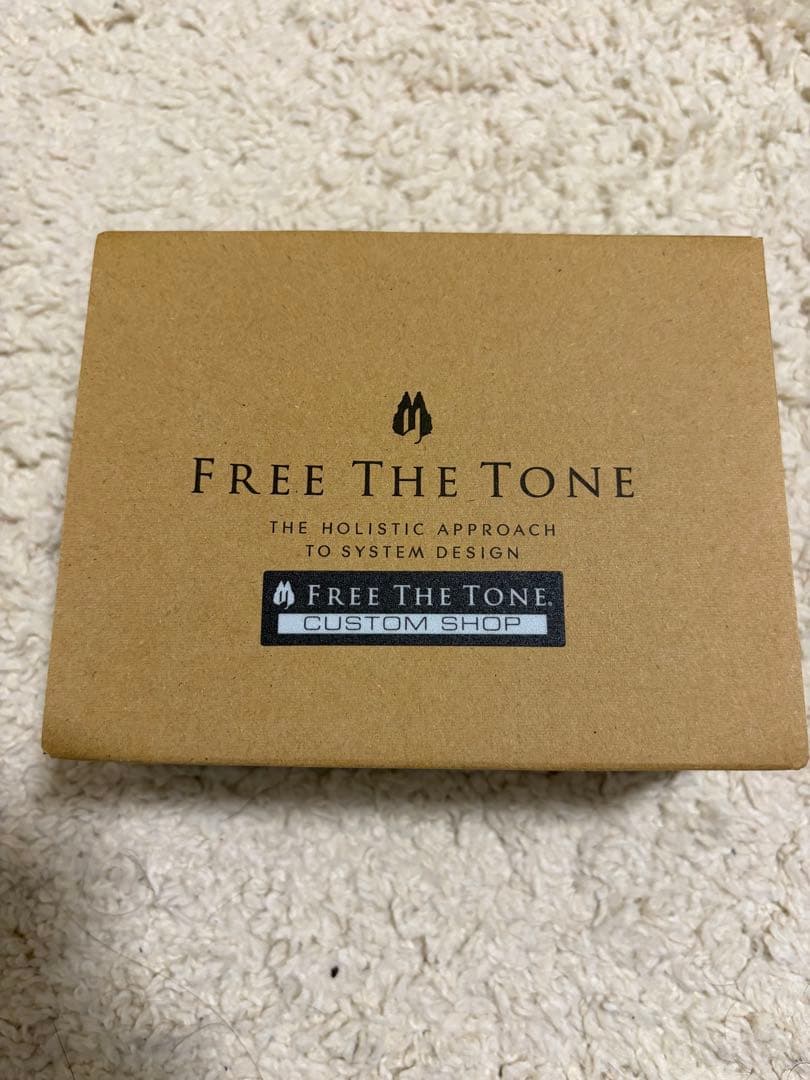 FREE THE TONE
THE HOLISTIC APPROACH
TO SYSTEM DESIGN
FREE THE TONE.
CUSTOM SHOP